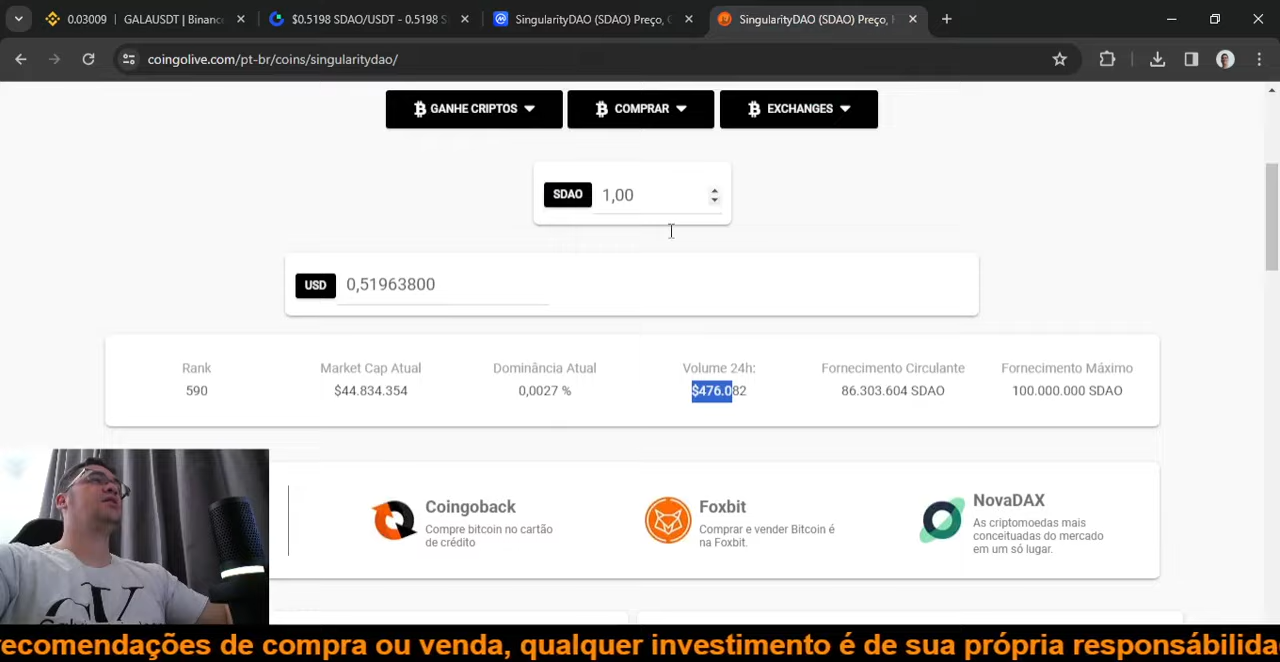 0.03009 | GALAUSDT | Binanc
$0.5198 SDAO/USDT - 0.5198 S
SingularityDAO (SDAO) Preço, 
SingularityDAO (SDAO) Preço, 
coingolive.com/pt-br/coins/singularitydao/
GANHE CRIPTOS
COMPRAR
EXCHANGES
SDAO 1,00
USD 0,51963800
Rank Market Cap Atual Dominância Atual Volume 24h: Fornecimento Circulante Fornecimento Máximo
590 $44.834.354 0,0027 % $476.082 86.303.604 SDAO 100.000.000 SDAO
Coingoback
Compre bitcoin no cartão
de crédito
Foxbit
Comprar e vender Bitcoin é
na Foxbit.
NovaDAX
As criptomoedas mais
conceituadas do mercado
em um só lugar.
ecomendações de compra ou venda, qualquer investimento é de sua própria responsábilida